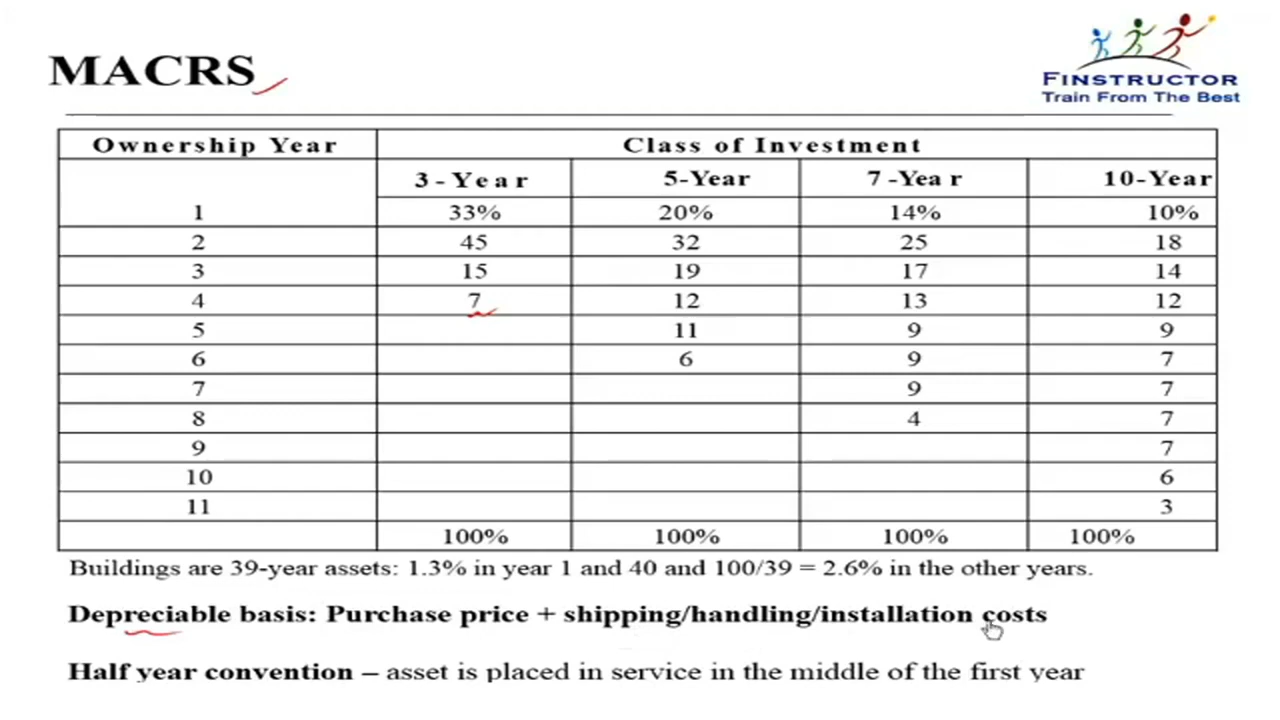 MACRS
FINSTRUCTOR
Train From The Best
Ownership Year Class of Investment
3-Year 5-Year 7-Year 10-Year
1 33% 20% 14% 10%
2 45 32 25 18
3 15 19 17 14
4 7 12 13 12
5 11 9 9
6 6 9 7
7 9 7
8 4 7
9 7
10 6
11 3
100% 100% 100% 100%
Buildings are 39-year assets: 1.3% in year 1 and 40 and 100/39 = 2.6% in the other years.
Depreciable basis: Purchase price + shipping/handling/installation costs
Half year convention – asset is placed in service in the middle of the first year